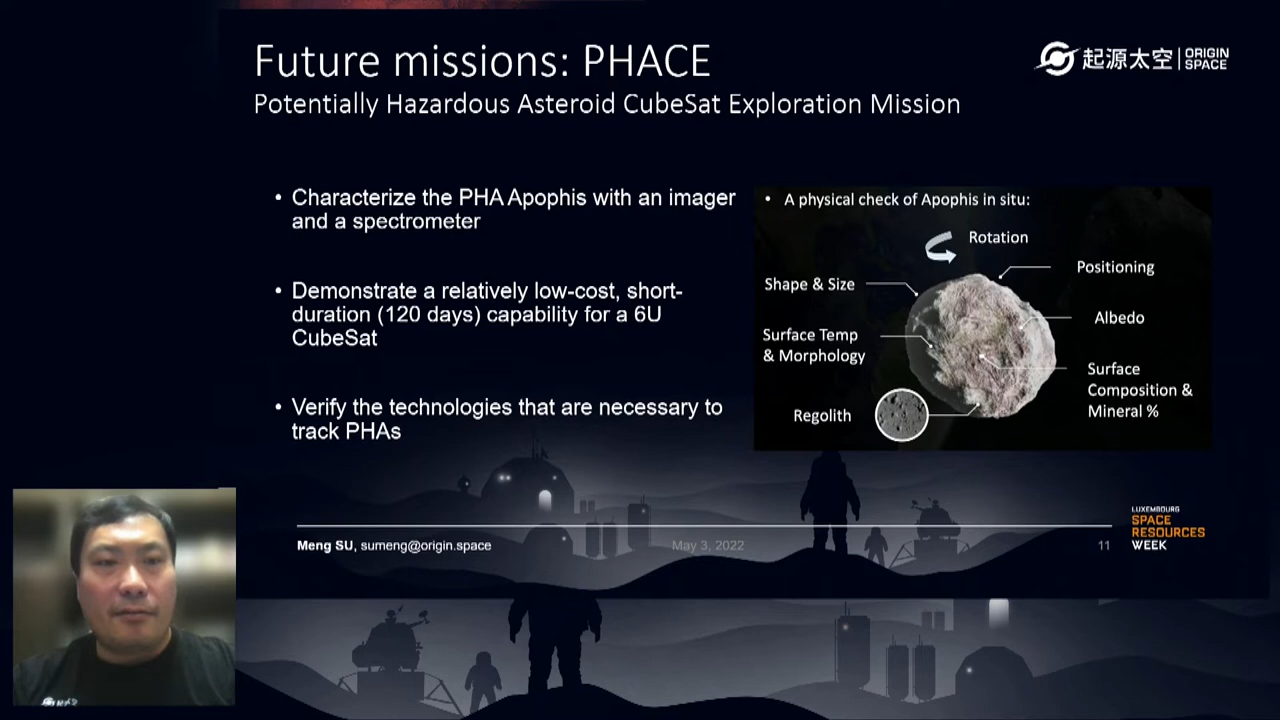 Future missions: PHACE
Potentially Hazardous Asteroid CubeSat Exploration Mission
起源太空 | ORIGIN
SPACE
• Characterize the PHA Apophis with an imager
and a spectrometer
• Demonstrate a relatively low-cost, short-
duration (120 days) capability for a 6U
CubeSat
• Verify the technologies that are necessary to
track PHAs
• A physical check of Apophis in situ:
Rotation
Positioning
Shape & Size
Albedo
Surface Temp
& Morphology
Surface
Composition &
Mineral %
Regolith
Meng SU, sumeng@origin.space
May 3, 2022
11
LUXEMBOURG
SPACE
RESOURCES
WEEK